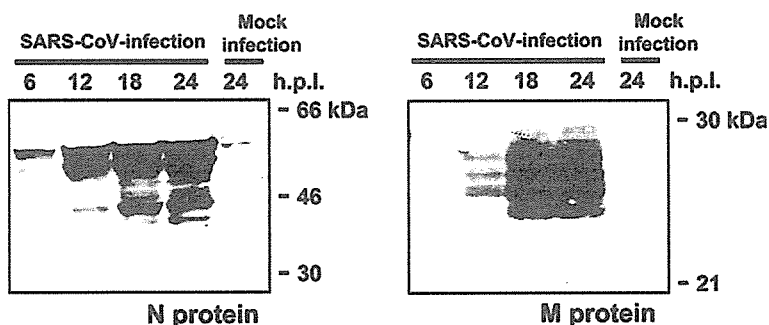 SARS-CoV-infection
Mock
infection
6 12 18 24 24 h.p.l.
- 66 kDa
- 46
- 30
N protein
SARS-CoV-infection
Mock
infection
6 12 18 24 24 h.p.l.
- 30 kDa
- 21
M protein